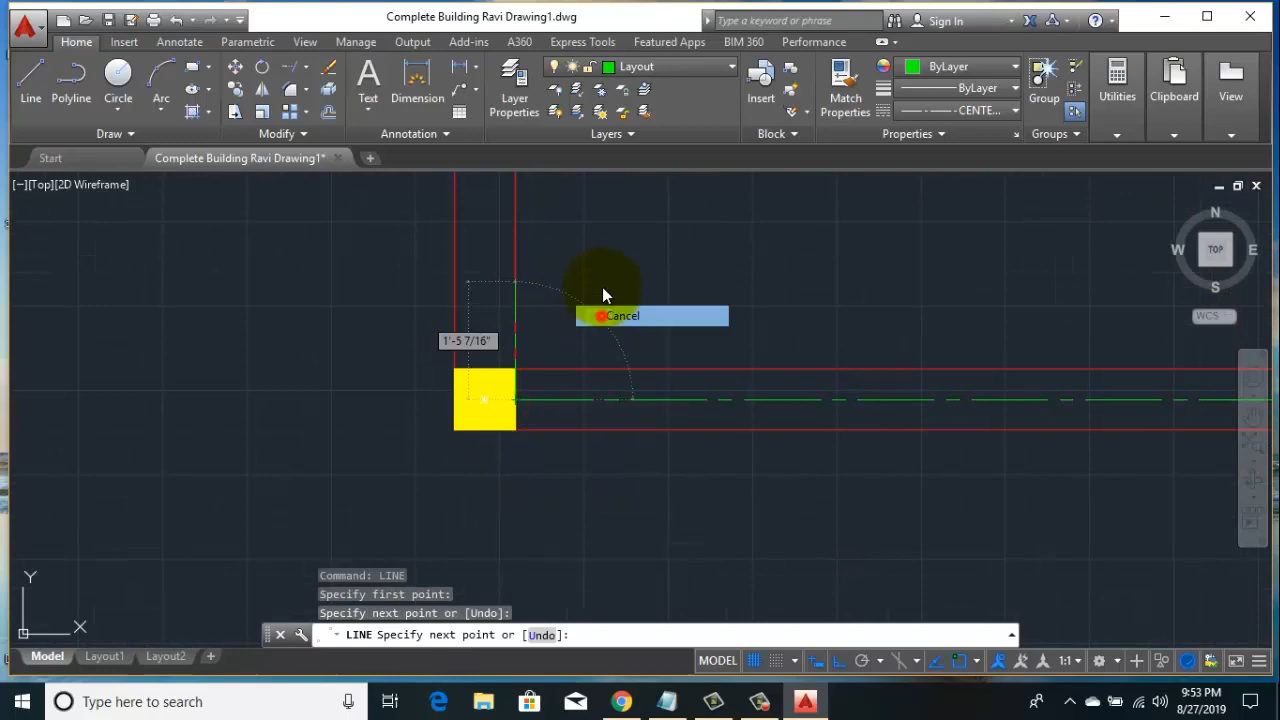 Complete Building Ravi Drawing1.dwg
Type a keyword or phrase
Sign In
Home Insert Annotate Parametric View Manage Output Add-ins A360 Express Tools Featured Apps BIM 360 Performance
Line Polyline Circle Arc
Text Dimension
Layer Properties
Layout
Insert
Match Properties
ByLayer
ByLayer
CENTE...
Group
Utilities
Clipboard
View
Draw Modify Annotation Layers Block Properties Groups
Start Complete Building Ravi Drawing1*
[−][Top][2D Wireframe]
N
W TOP E
S
WCS
Cancel
1'-5 7/16"
Y
X
Command: LINE
Specify first point:
Specify next point or [Undo]:
LINE Specify next point or [Undo]:
Model Layout1 Layout2
MODEL
1:1
Type here to search
9:53 PM
8/27/2019